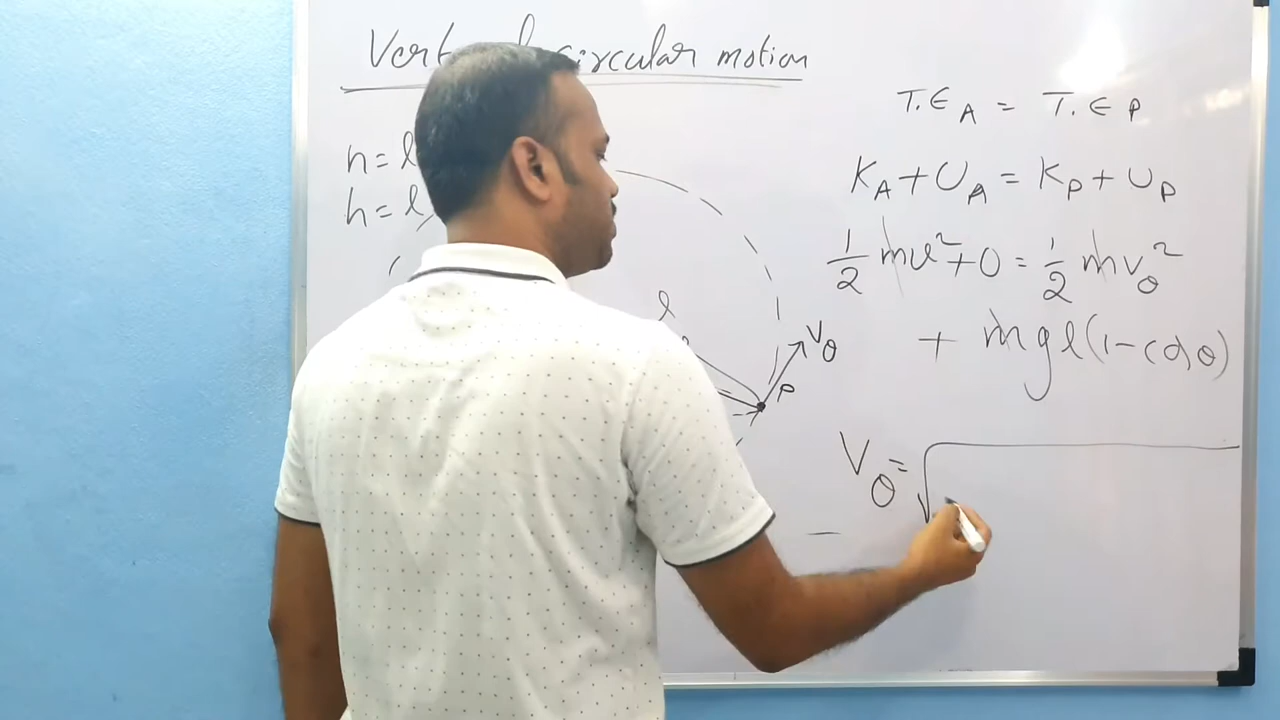 circular motion
T.E_A = T.E_P
K_A + U_A = K_P + U_P
h = l
h = l
1/2 mu² + 0 = 1/2 mv_θ²
+ mgl(1-cosθ)
l
V_θ
P
V_θ = √